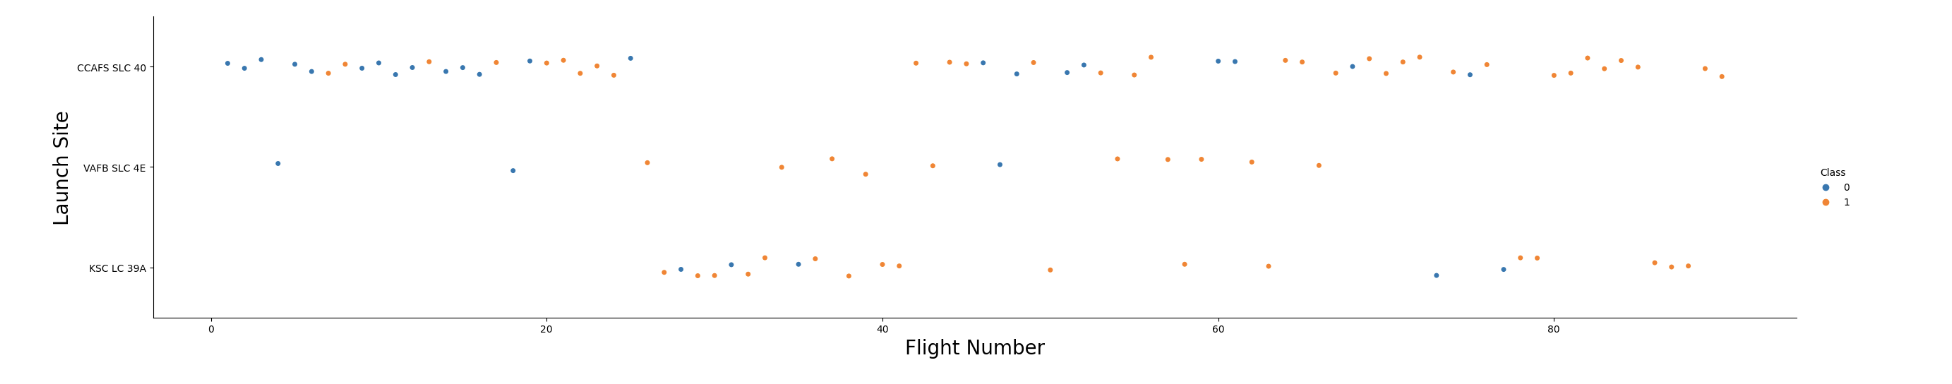 CCAFS SLC 40
VAFB SLC 4E
KSC LC 39A
Launch Site
0 20 40 60 80
Flight Number
Class
0
1